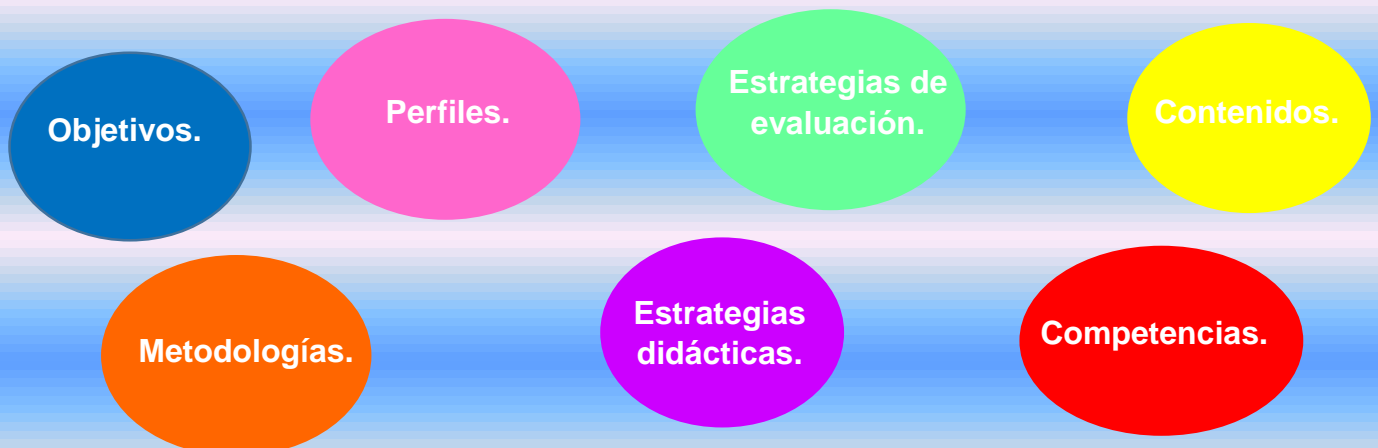 Objetivos.
Perfiles.
Estrategias de
evaluación.
Contenidos.
Metodologías.
Estrategias
didácticas.
Competencias.